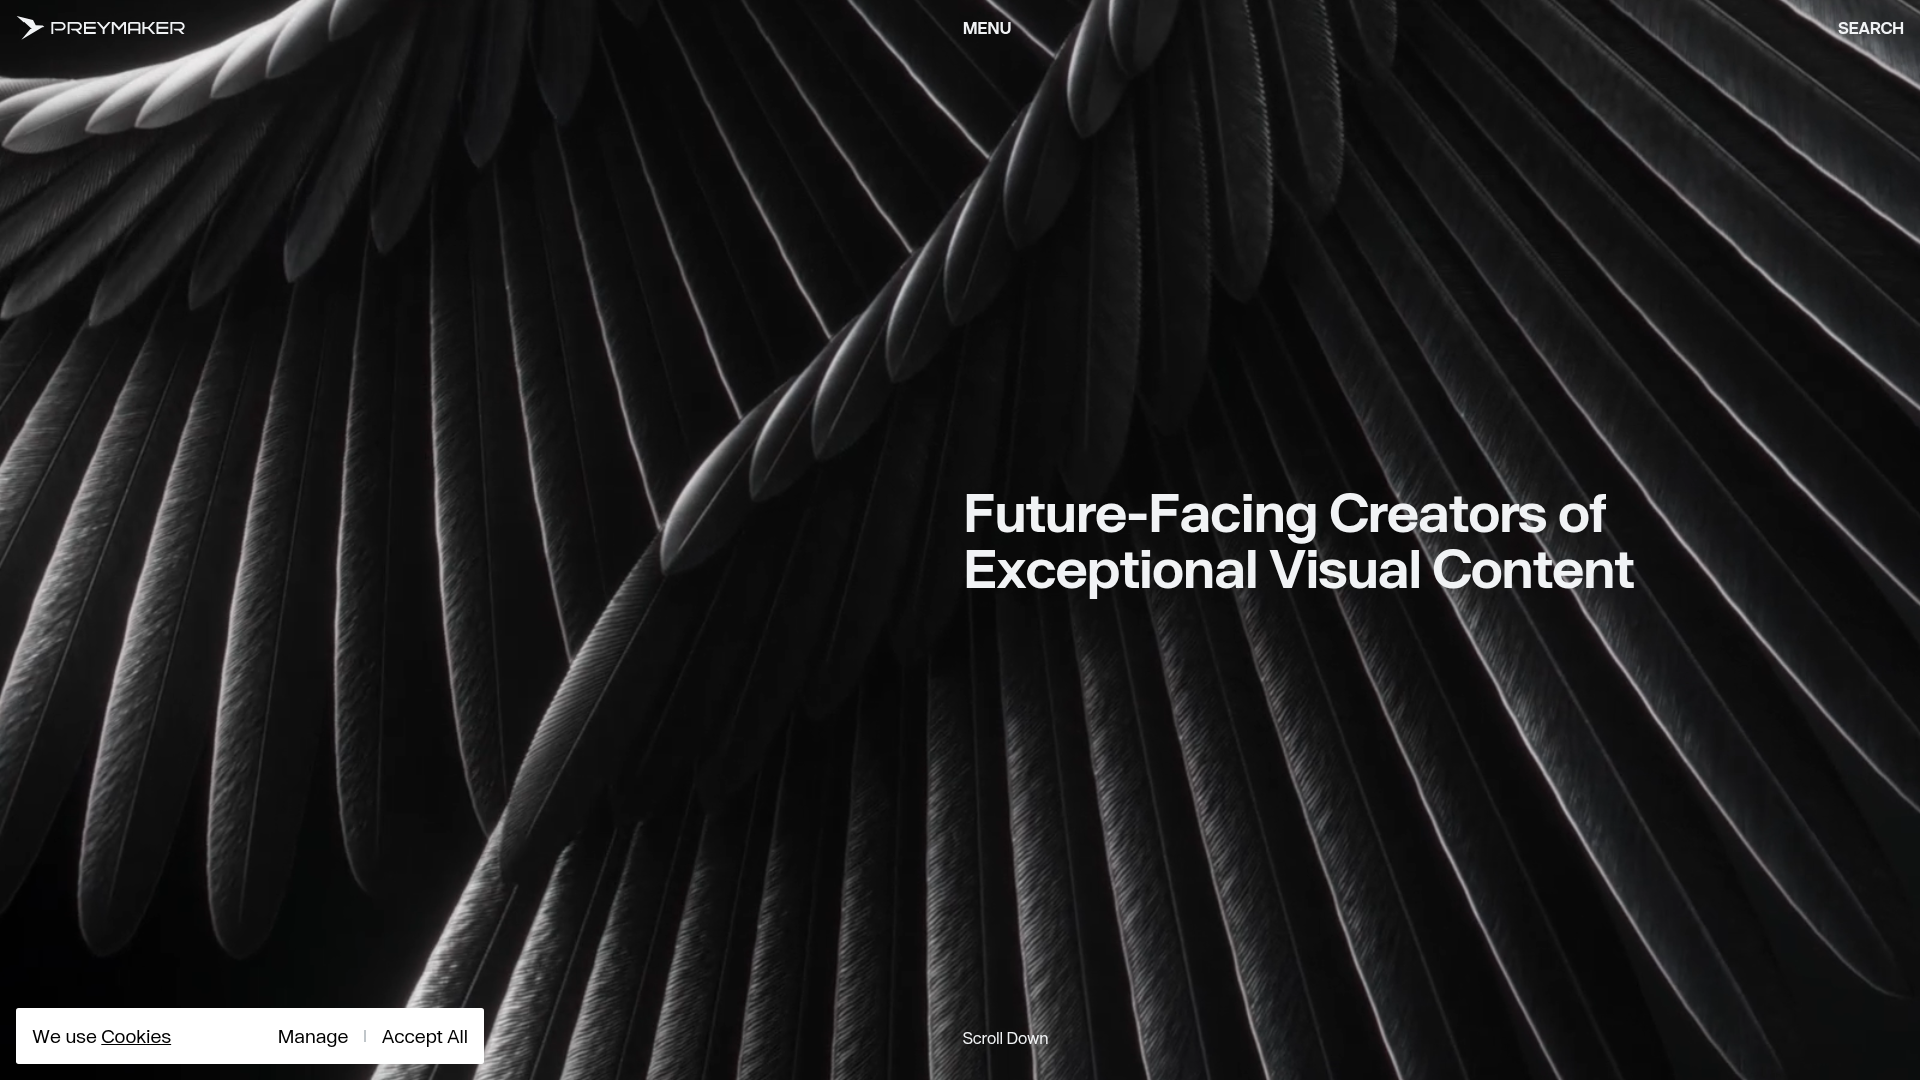 PREYMAKER
MENU
SEARCH
Future-Facing Creators of
Exceptional Visual Content
We use Cookies
Manage
Accept All
Scroll Down